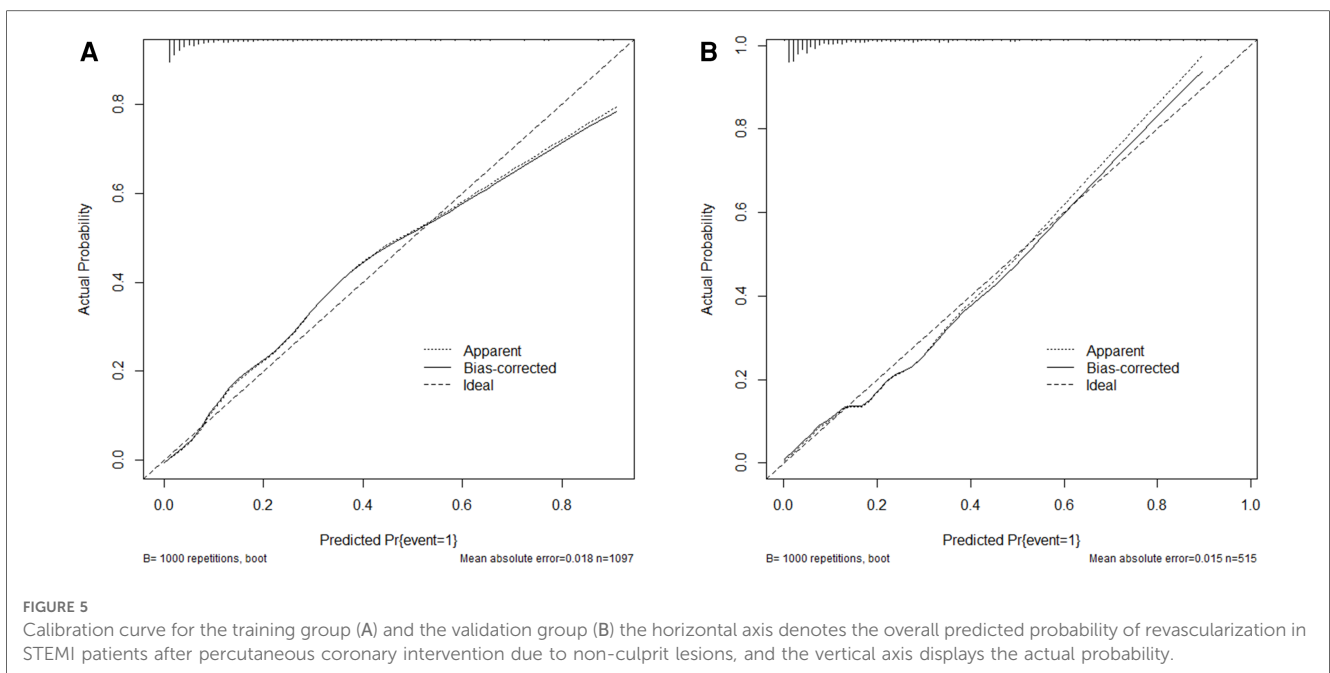 A
Actual Probability
0.8
0.6
0.4
0.2
0.0
Apparent
Bias-corrected
Ideal
0.0 0.2 0.4 0.6 0.8
Predicted Pr{event=1}
B= 1000 repetitions, boot Mean absolute error=0.018 n=1097
B
Actual Probability
1.0
0.8
0.6
0.4
0.2
0.0
Apparent
Bias-corrected
Ideal
0.0 0.2 0.4 0.6 0.8 1.0
Predicted Pr{event=1}
B= 1000 repetitions, boot Mean absolute error=0.015 n=515
FIGURE 5
Calibration curve for the training group (A) and the validation group (B) the horizontal axis denotes the overall predicted probability of revascularization in
STEMI patients after percutaneous coronary intervention due to non-culprit lesions, and the vertical axis displays the actual probability.